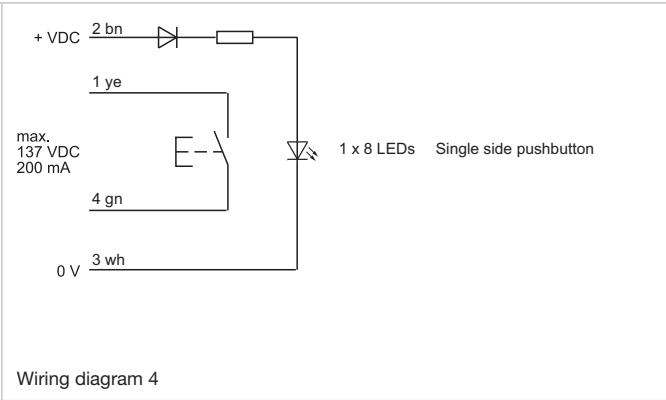 + VDC 2 bn
1 ye
max.
137 VDC
200 mA
1 x 8 LEDs Single side pushbutton
4 gn
0 V 3 wh
Wiring diagram 4